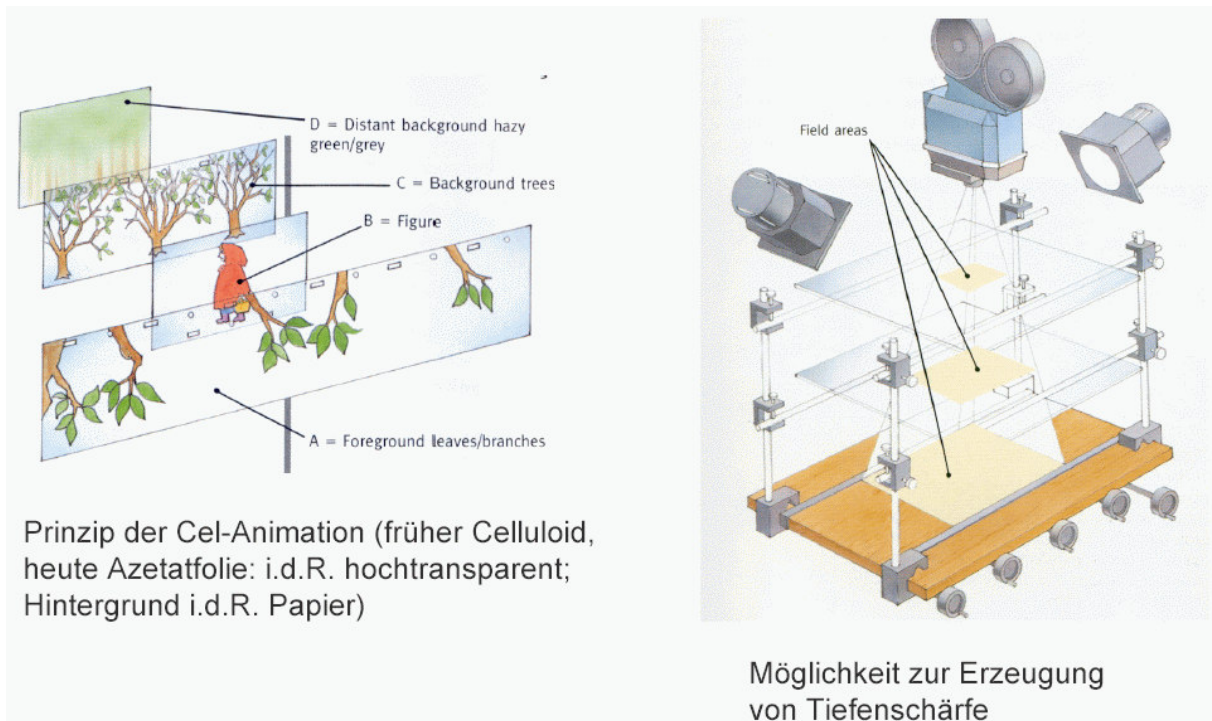 D = Distant background hazy
green/grey
C = Background trees
B = Figure
A = Foreground leaves/branches
Prinzip der Cel-Animation (früher Celluloid,
heute Azetatfolie: i.d.R. hochtransparent;
Hintergrund i.d.R. Papier)
Field areas
Möglichkeit zur Erzeugung
von Tiefenschärfe